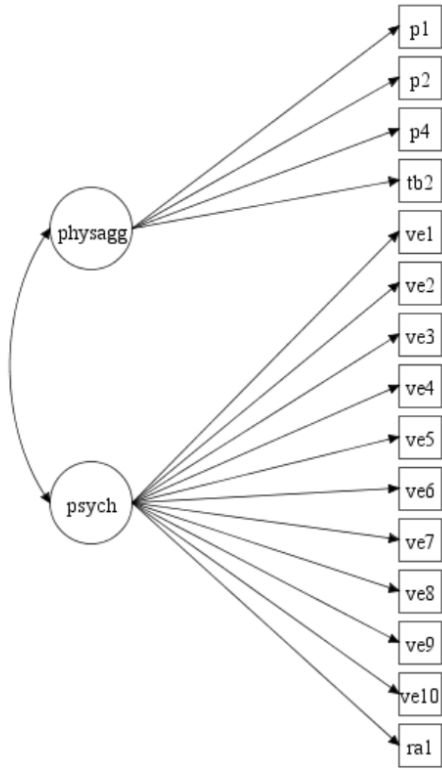 p1
p2
p4
tb2
physagg
ve1
ve2
ve3
ve4
ve5
psych
ve6
ve7
ve8
ve9
ve10
ra1